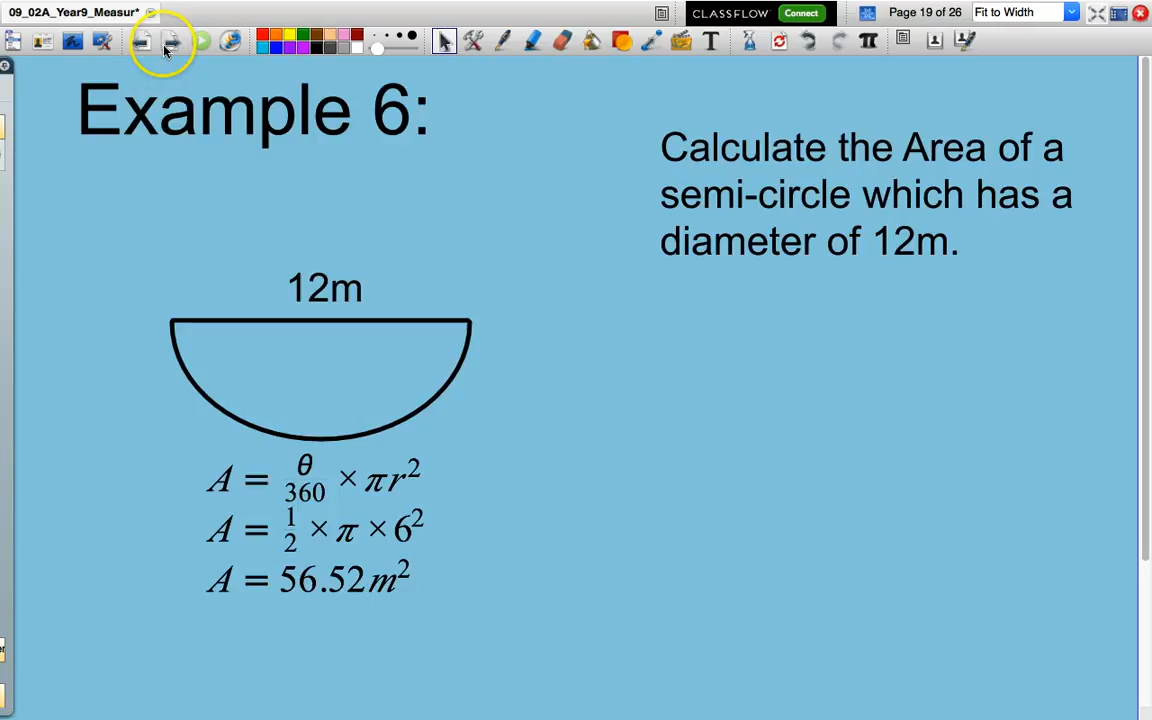 09_02A_Year9_Measur*
CLASSFLOW Connect
Page 19 of 26
Fit to Width
Example 6:
Calculate the Area of a
semi-circle which has a
diameter of 12m.
12m
A = θ/360 × πr²
A = 1/2 × π × 6²
A = 56.52m²